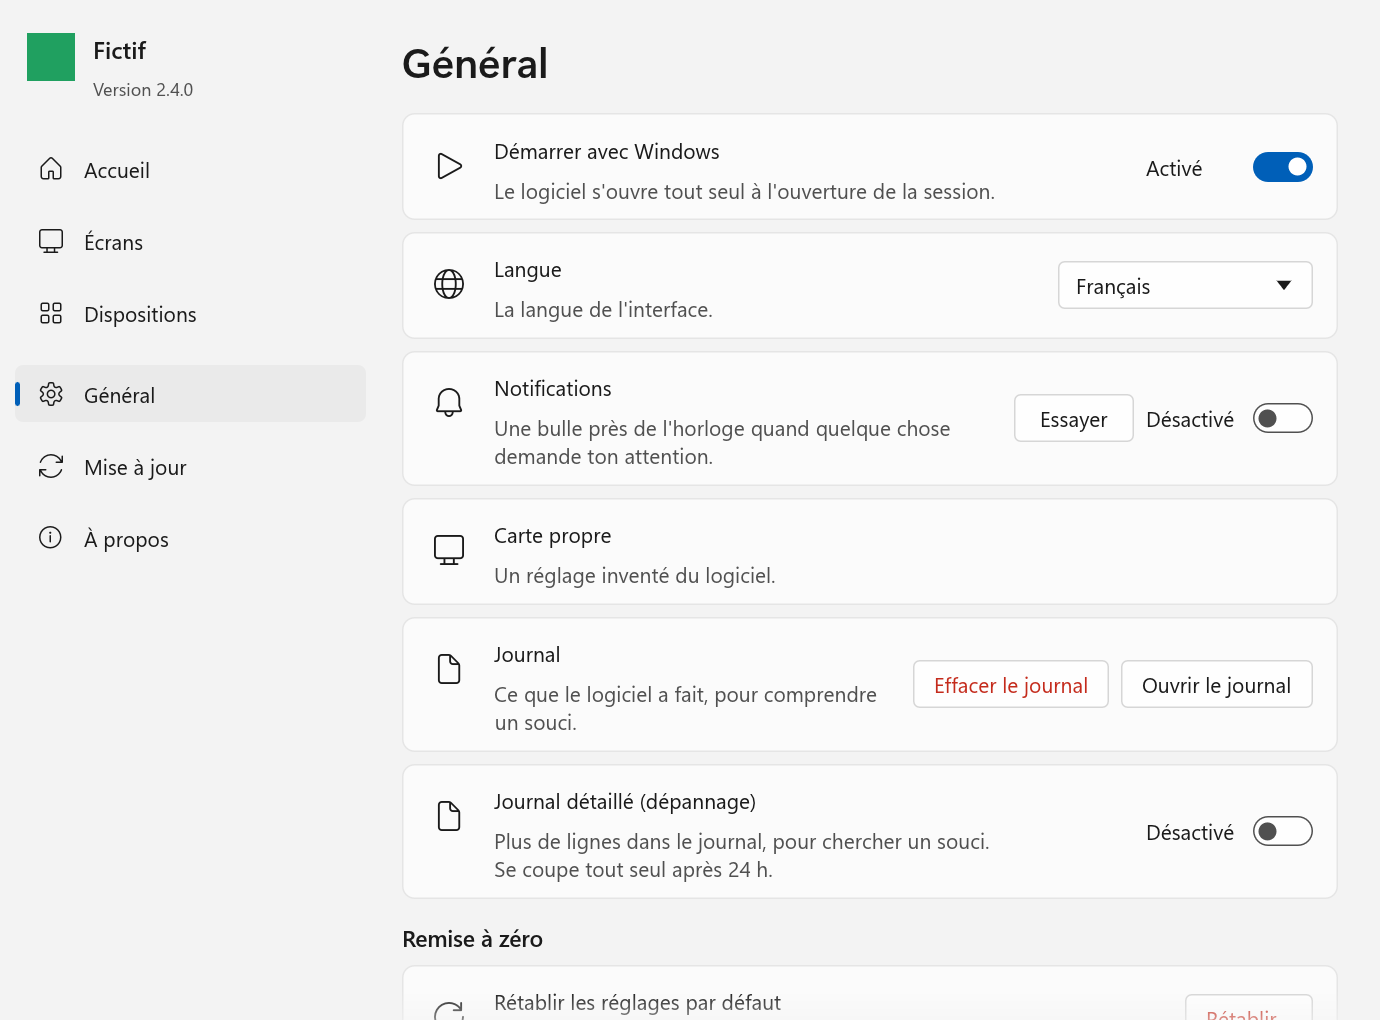 Fictif
Version 2.4.0
Accueil
Écrans
Dispositions
Général
Mise à jour
À propos
Général
Démarrer avec Windows
Le logiciel s'ouvre tout seul à l'ouverture de la session.
Activé
Langue
La langue de l'interface.
Français
Notifications
Une bulle près de l'horloge quand quelque chose
demande ton attention.
Essayer
Désactivé
Carte propre
Un réglage inventé du logiciel.
Journal
Ce que le logiciel a fait, pour comprendre
un souci.
Effacer le journal
Ouvrir le journal
Journal détaillé (dépannage)
Plus de lignes dans le journal, pour chercher un souci.
Se coupe tout seul après 24 h.
Désactivé
Remise à zéro
Rétablir les réglages par défaut
Rétablir